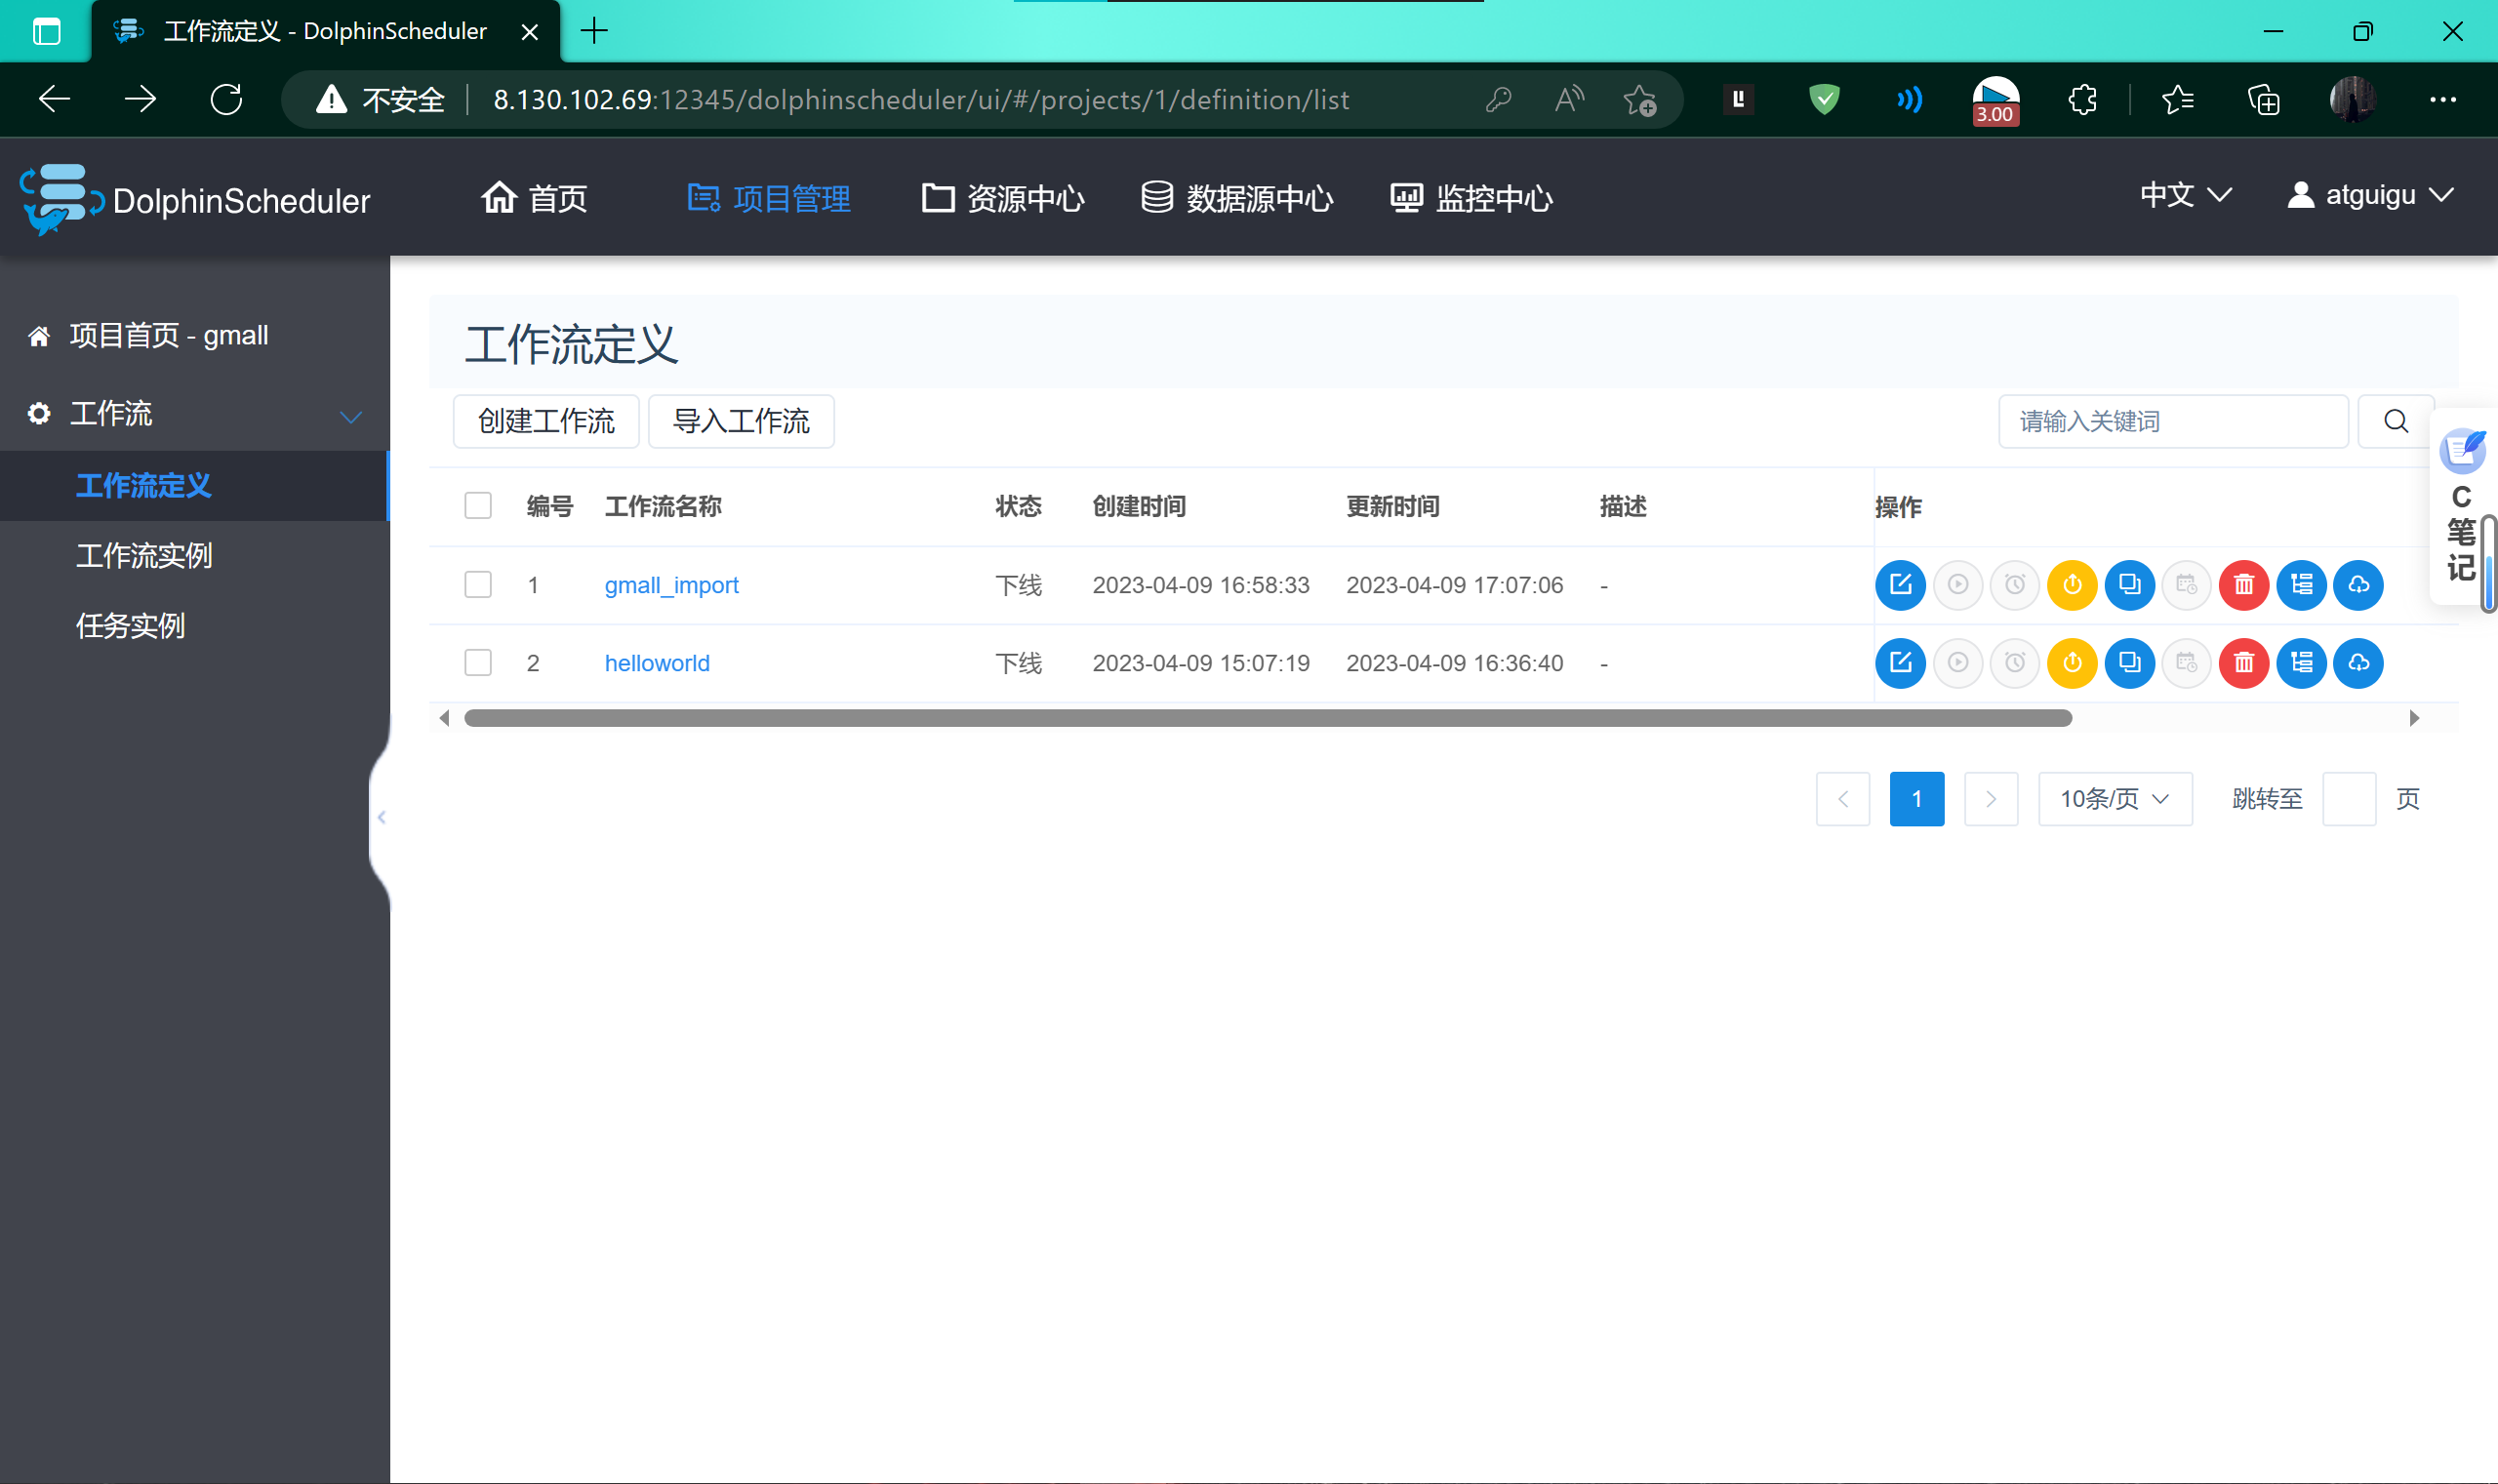 工作流定义 - DolphinScheduler
不安全 8.130.102.69:12345/dolphinscheduler/ui/#/projects/1/definition/list
3.00
DolphinScheduler 首页 项目管理 资源中心 数据源中心 监控中心 中文 atguigu
项目首页 - gmall
工作流
工作流定义
工作流实例
任务实例
工作流定义
创建工作流 导入工作流 请输入关键词
编号 工作流名称 状态 创建时间 更新时间 描述 操作
1 gmall_import 下线 2023-04-09 16:58:33 2023-04-09 17:07:06 -
2 helloworld 下线 2023-04-09 15:07:19 2023-04-09 16:36:40 -
1 10条/页 跳转至 页
C
笔
记